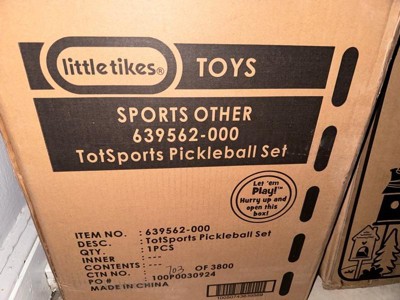 little tikes® TOYS
SPORTS OTHER
639562-000
TotSports Pickleball Set
Let 'em
Play!™
Hurry up and
open this
box!
ITEM NO. : 639562-000
DESC. : TotSports Pickleball Set
QTY. : 1PCS
INNER : ---
CONTENTS : ---
CTN NO. : 703 OF 3800
PO # : 100P0030924
MADE IN CHINA